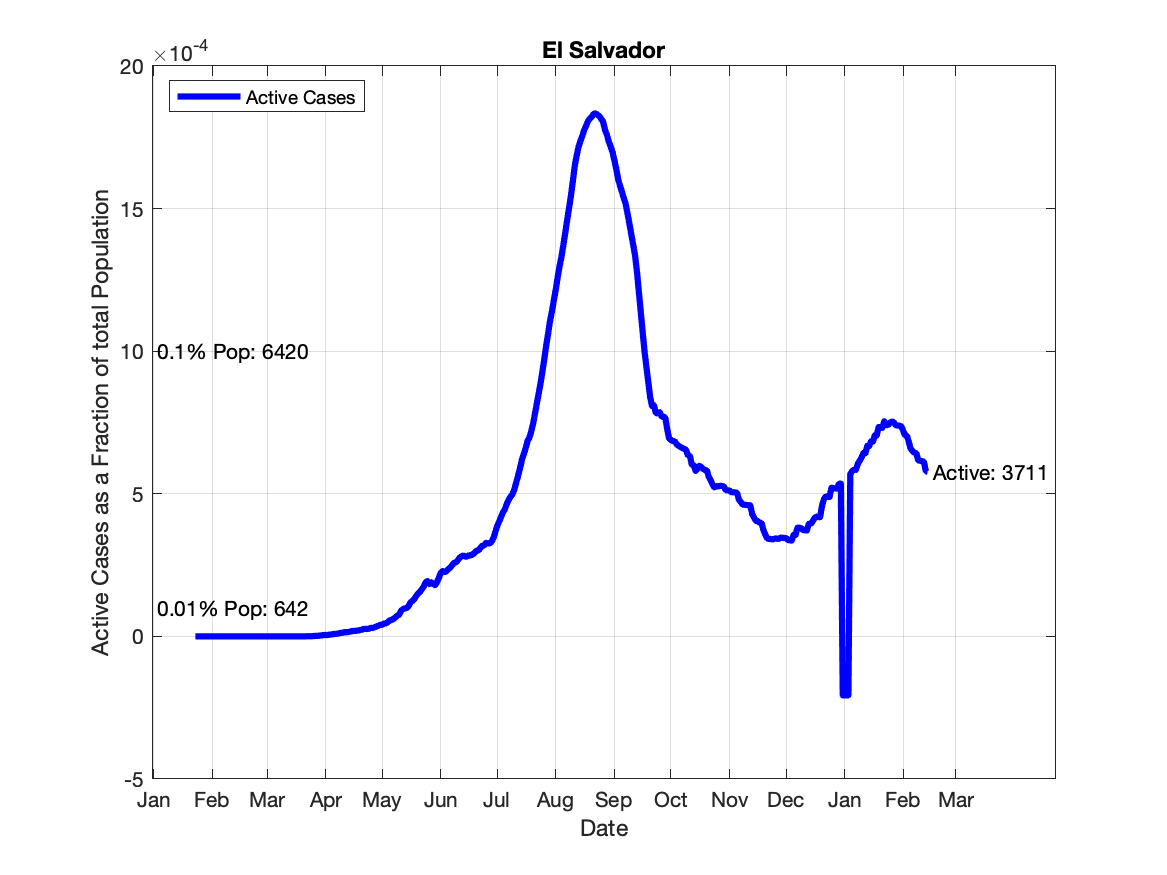 El Salvador
×10-4
Active Cases
20
15
10
5
0
-5
0.1% Pop: 6420
0.01% Pop: 642
Active: 3711
Active Cases as a Fraction of total Population
Jan Feb Mar Apr May Jun Jul Aug Sep Oct Nov Dec Jan Feb Mar
Date